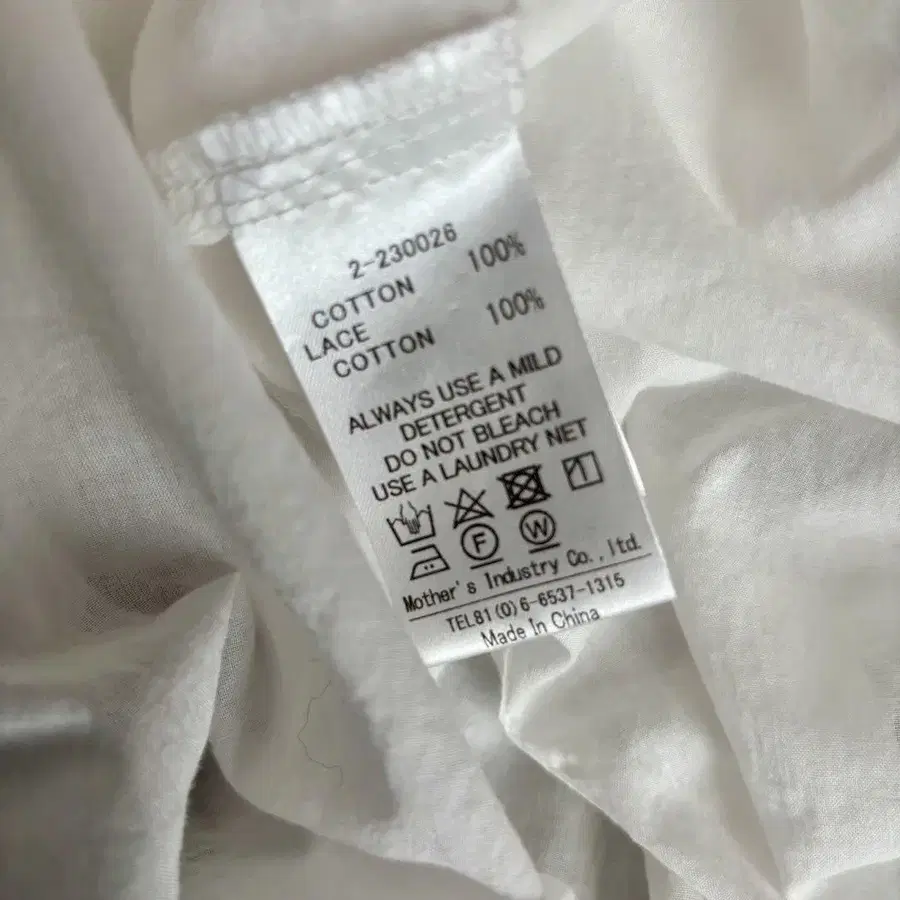 2-230026
COTTON 100%
LACE
COTTON 100%
ALWAYS USE A MILD
DETERGENT
DO NOT BLEACH
USE A LAUNDRY NET
F W
Mother's Industry Co.,ltd.
TEL81(0)6-6537-1315
Made In China